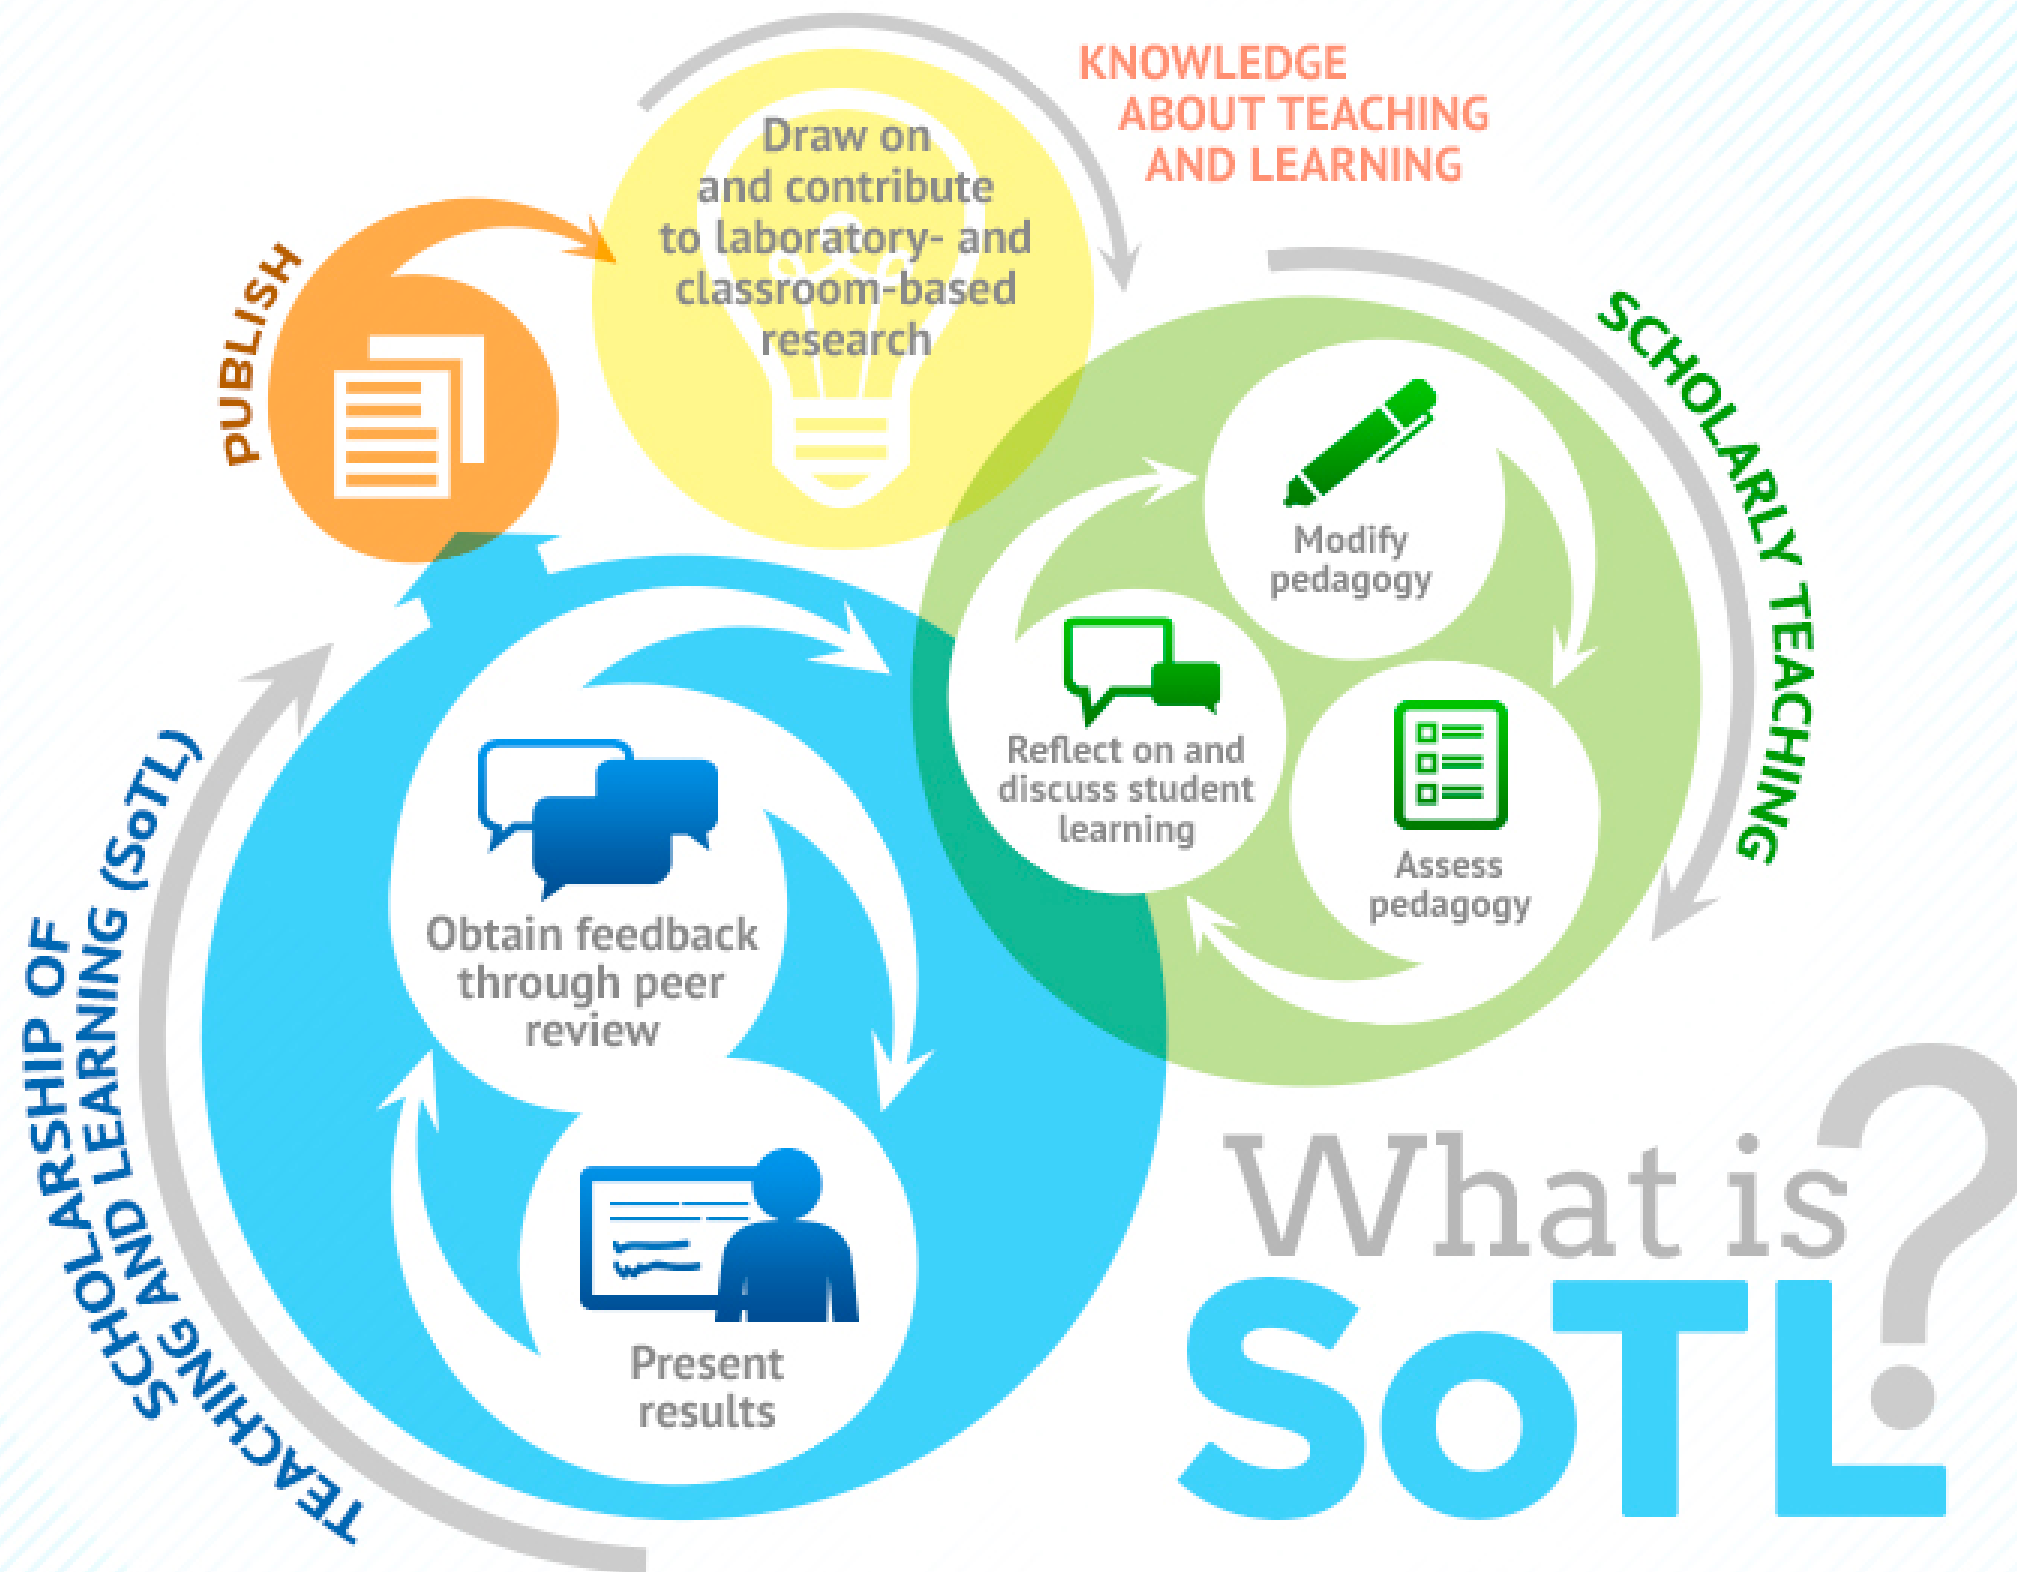 KNOWLEDGE
ABOUT TEACHING
AND LEARNING
Draw on
and contribute
to laboratory- and
classroom-based
research
PUBLISH
SCHOLARLY TEACHING
Modify
pedagogy
Reflect on and
discuss student
learning
Assess
pedagogy
SCHOLARSHIP OF
TEACHING AND LEARNING (SoTL)
Obtain feedback
through peer
review
Present
results
What is
SoTL?